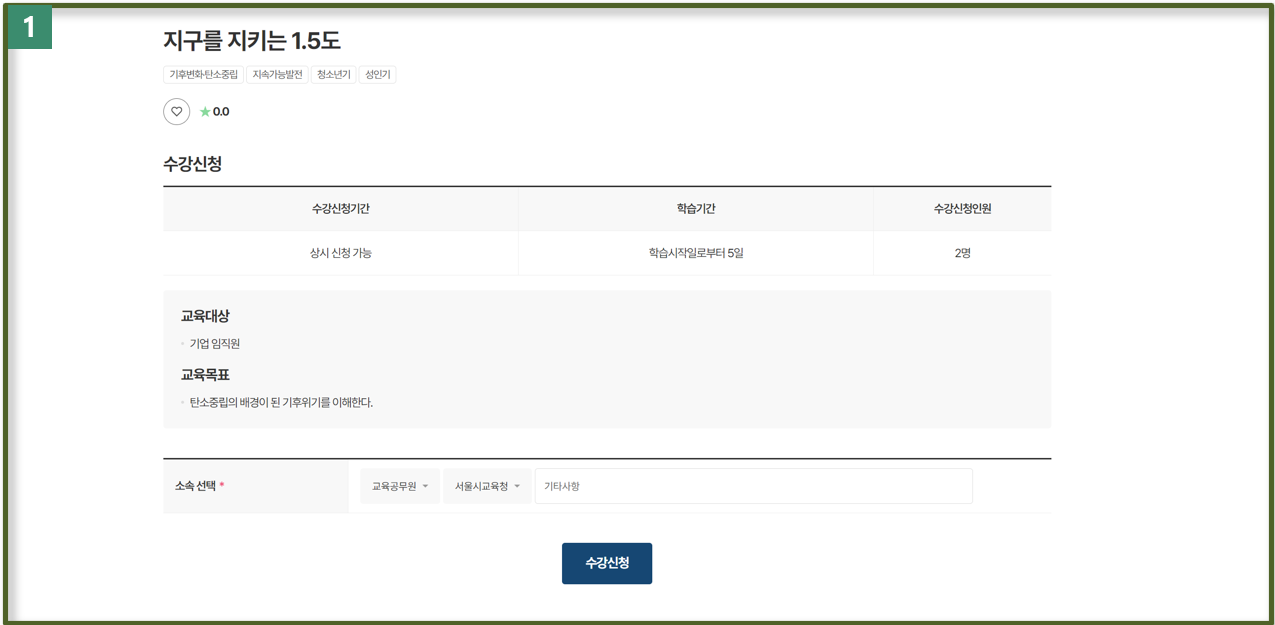 1
지구를 지키는 1.5도
기후변화·탄소중립 지속가능발전 청소년기 성인기
0.0
수강신청
수강신청기간 학습기간 수강신청인원
상시 신청 가능 학습시작일로부터 5일 2명
교육대상
기업 임직원
교육목표
탄소중립의 배경이 된 기후위기를 이해한다.
소속 선택 * 교육공무원 서울시교육청 기타사항
수강신청